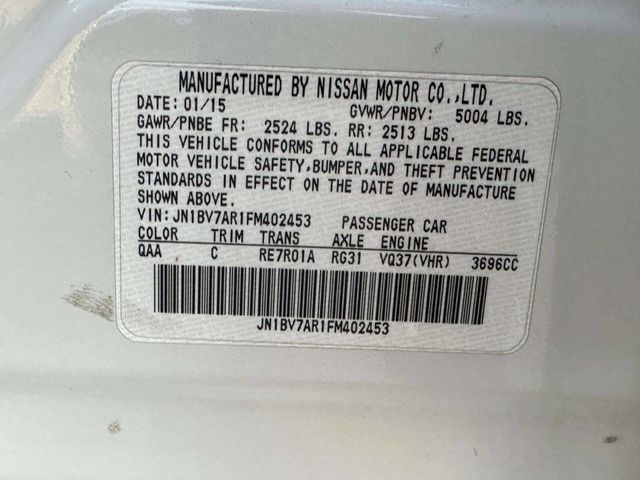 MANUFACTURED BY NISSAN MOTOR CO.,LTD.
DATE: 01/15 GVWR/PNBV: 5004 LBS.
GAWR/PNBE FR: 2524 LBS. RR: 2513 LBS.
THIS VEHICLE CONFORMS TO ALL APPLICABLE FEDERAL
MOTOR VEHICLE SAFETY,BUMPER,AND THEFT PREVENTION
STANDARDS IN EFFECT ON THE DATE OF MANUFACTURE
SHOWN ABOVE.
VIN:JN1BV7AR1FM402453 PASSENGER CAR
COLOR TRIM TRANS AXLE ENGINE
QAA C RE7R01A RG31 VQ37(VHR) 3696CC
JN1BV7AR1FM402453